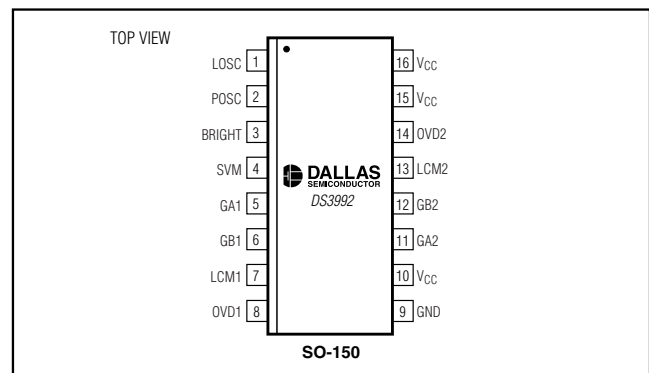 TOP VIEW
LOSC 1
POSC 2
BRIGHT 3
SVM 4
GA1 5
GB1 6
LCM1 7
OVD1 8
16 VCC
15 VCC
14 OVD2
13 LCM2
12 GB2
11 GA2
10 VCC
9 GND
DALLAS
SEMICONDUCTOR
DS3992
SO-150